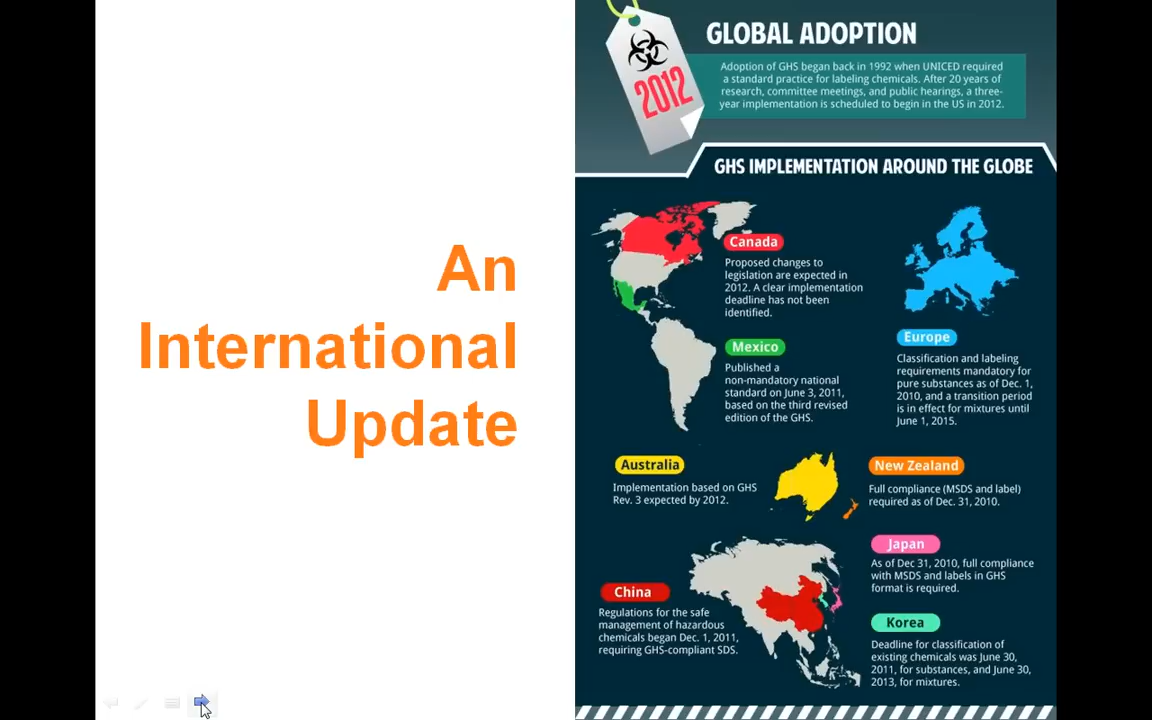 An
International
Update
2012
GLOBAL ADOPTION
Adoption of GHS began back in 1992 when UNICED required
a standard practice for labeling chemicals. After 20 years of
research, committee meetings, and public hearings, a three-
year implementation is scheduled to begin in the US in 2012.
GHS IMPLEMENTATION AROUND THE GLOBE
Canada
Proposed changes to
legislation are expected in
2012. A clear implementation
deadline has not been
identified.
Mexico
Published a
non-mandatory national
standard on June 3, 2011,
based on the third revised
edition of the GHS.
Europe
Classification and labeling
requirements mandatory for
pure substances as of Dec. 1,
2010, and a transition period
is in effect for mixtures until
June 1, 2015.
Australia
Implementation based on GHS
Rev. 3 expected by 2012.
New Zealand
Full compliance (MSDS and label)
required as of Dec. 31, 2010.
Japan
As of Dec 31, 2010, full compliance
with MSDS and labels in GHS
format is required.
China
Regulations for the safe
management of hazardous
chemicals began Dec. 1, 2011,
requiring GHS-compliant SDS.
Korea
Deadline for classification of
existing chemicals was June 30,
2011, for substances, and June 30,
2013, for mixtures.